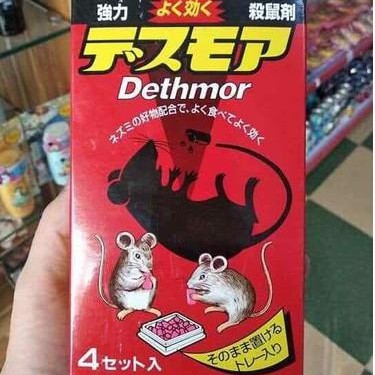 強力 よく効く 殺鼠剤
デスモア
Dethmor
ネズミの好物配合で、よく食べてよく効く
そのまま置ける
トレー入り
4セット入